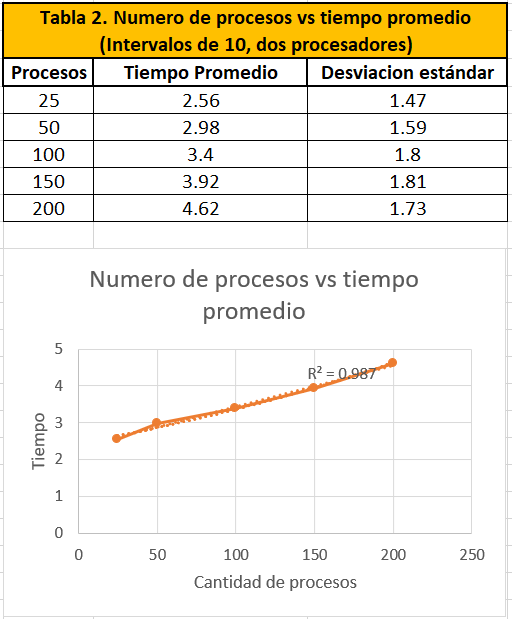 Tabla 2. Numero de procesos vs tiempo promedio
(Intervalos de 10, dos procesadores)
Procesos Tiempo Promedio Desviacion estándar
25 2.56 1.47
50 2.98 1.59
100 3.4 1.8
150 3.92 1.81
200 4.62 1.73
Numero de procesos vs tiempo
promedio
R² = 0.987
5
4
3
2
1
0
Tiempo
0 50 100 150 200 250
Cantidad de procesos